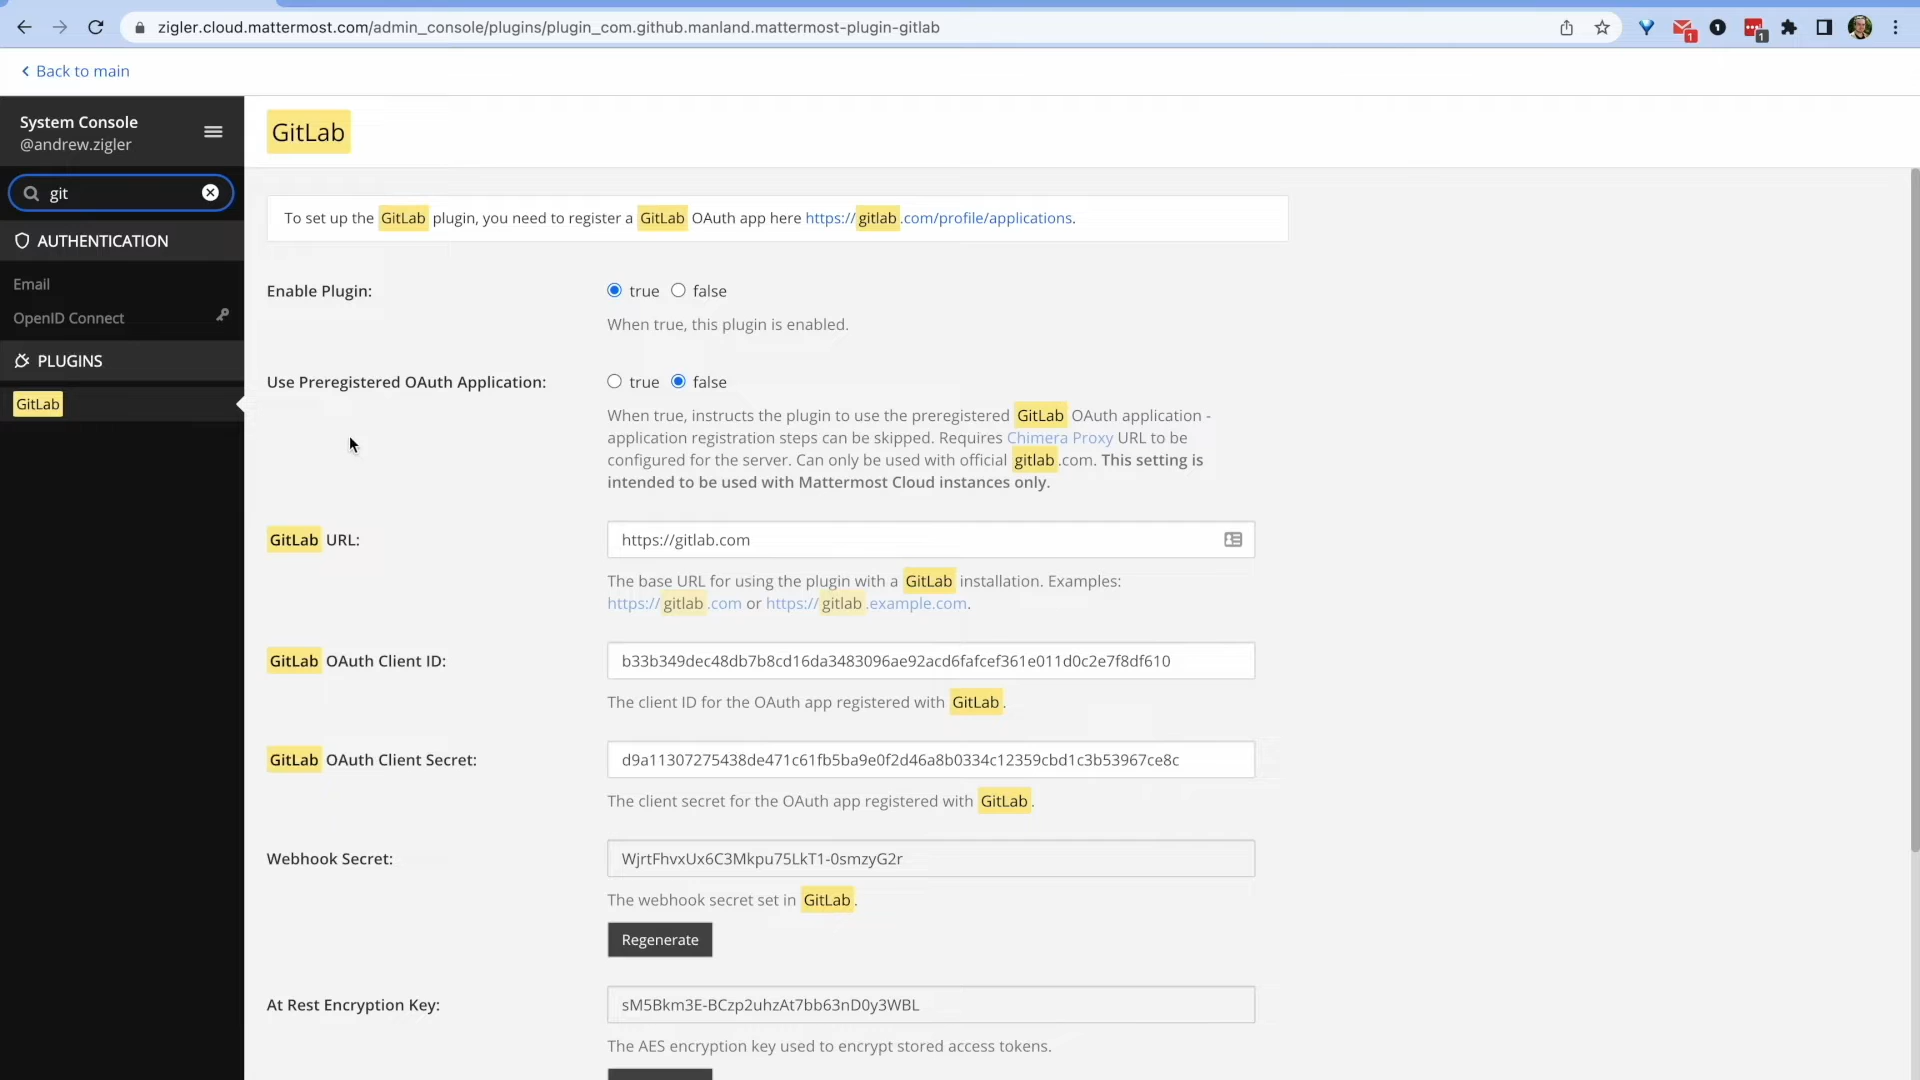 zigler.cloud.mattermost.com/admin_console/plugins/plugin_com.github.manland.mattermost-plugin-gitlab
1
1
1
Back to main
System Console
@andrew.zigler
git
AUTHENTICATION
Email
OpenID Connect
PLUGINS
GitLab
GitLab
To set up the GitLab plugin, you need to register a GitLab OAuth app here https://gitlab.com/profile/applications.
Enable Plugin:
true false
When true, this plugin is enabled.
Use Preregistered OAuth Application:
true false
When true, instructs the plugin to use the preregistered GitLab OAuth application -
application registration steps can be skipped. Requires Chimera Proxy URL to be
configured for the server. Can only be used with official gitlab.com. This setting is
intended to be used with Mattermost Cloud instances only.
GitLab URL:
https://gitlab.com
The base URL for using the plugin with a GitLab installation. Examples:
https://gitlab.com or https://gitlab.example.com.
GitLab OAuth Client ID:
b33b349dec48db7b8cd16da3483096ae92acd6fafcef361e011d0c2e7f8df610
The client ID for the OAuth app registered with GitLab.
GitLab OAuth Client Secret:
d9a11307275438de471c61fb5ba9e0f2d46a8b0334c12359cbd1c3b53967ce8c
The client secret for the OAuth app registered with GitLab.
Webhook Secret:
WjrtFhvxUx6C3Mkpu75LkT1-0smzyG2r
The webhook secret set in GitLab.
Regenerate
At Rest Encryption Key:
sM5Bkm3E-BCzp2uhzAt7bb63nD0y3WBL
The AES encryption key used to encrypt stored access tokens.